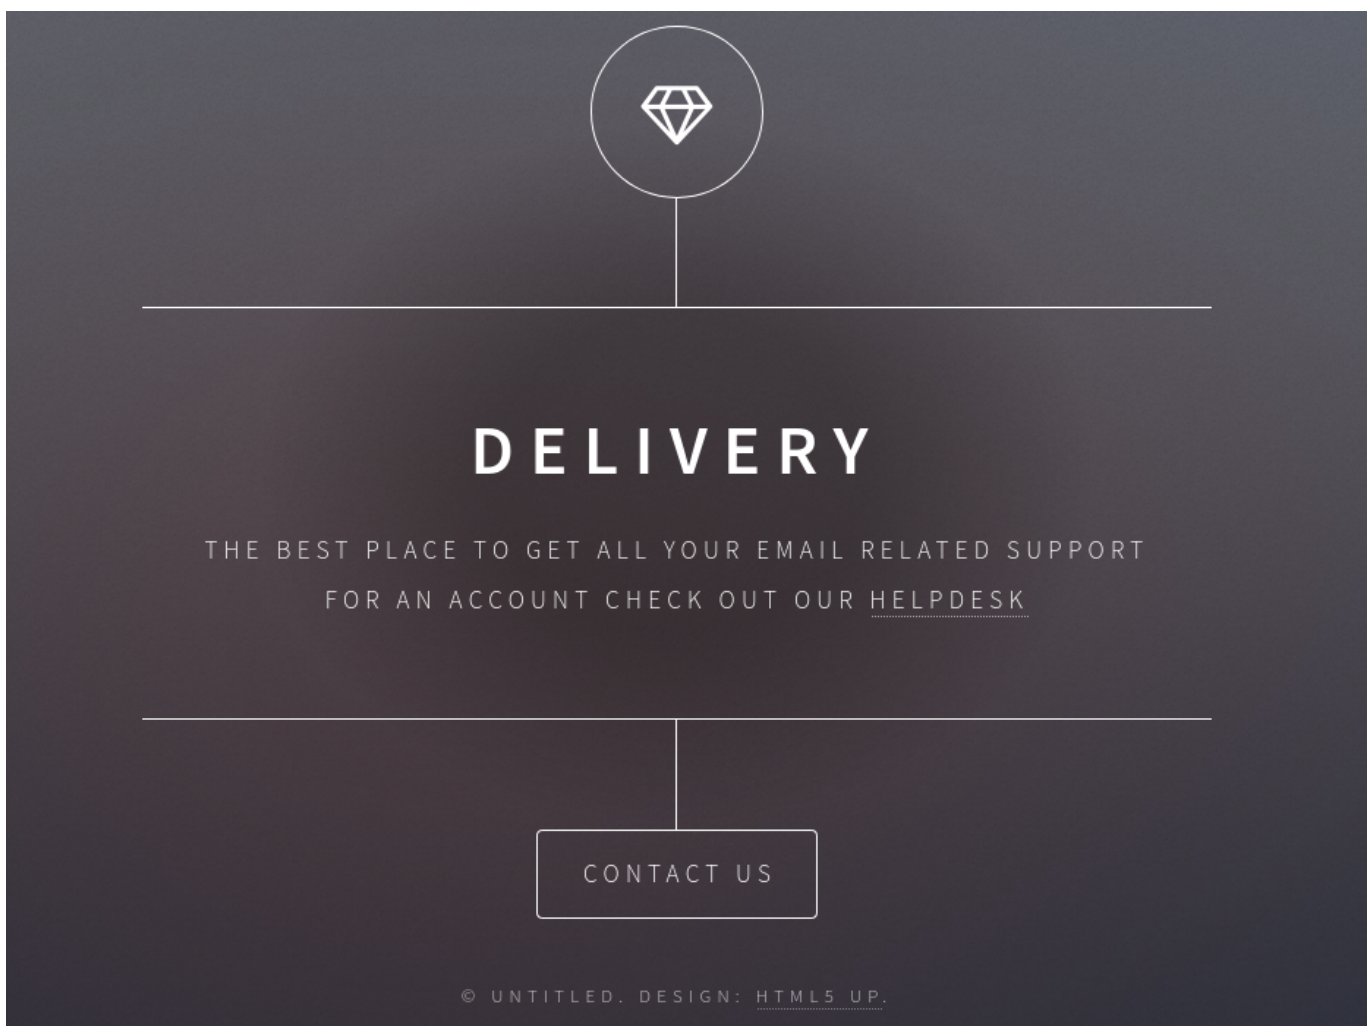 DELIVERY
THE BEST PLACE TO GET ALL YOUR EMAIL RELATED SUPPORT
FOR AN ACCOUNT CHECK OUT OUR HELPDESK
CONTACT US
© UNTITLED. DESIGN: HTML5 UP.